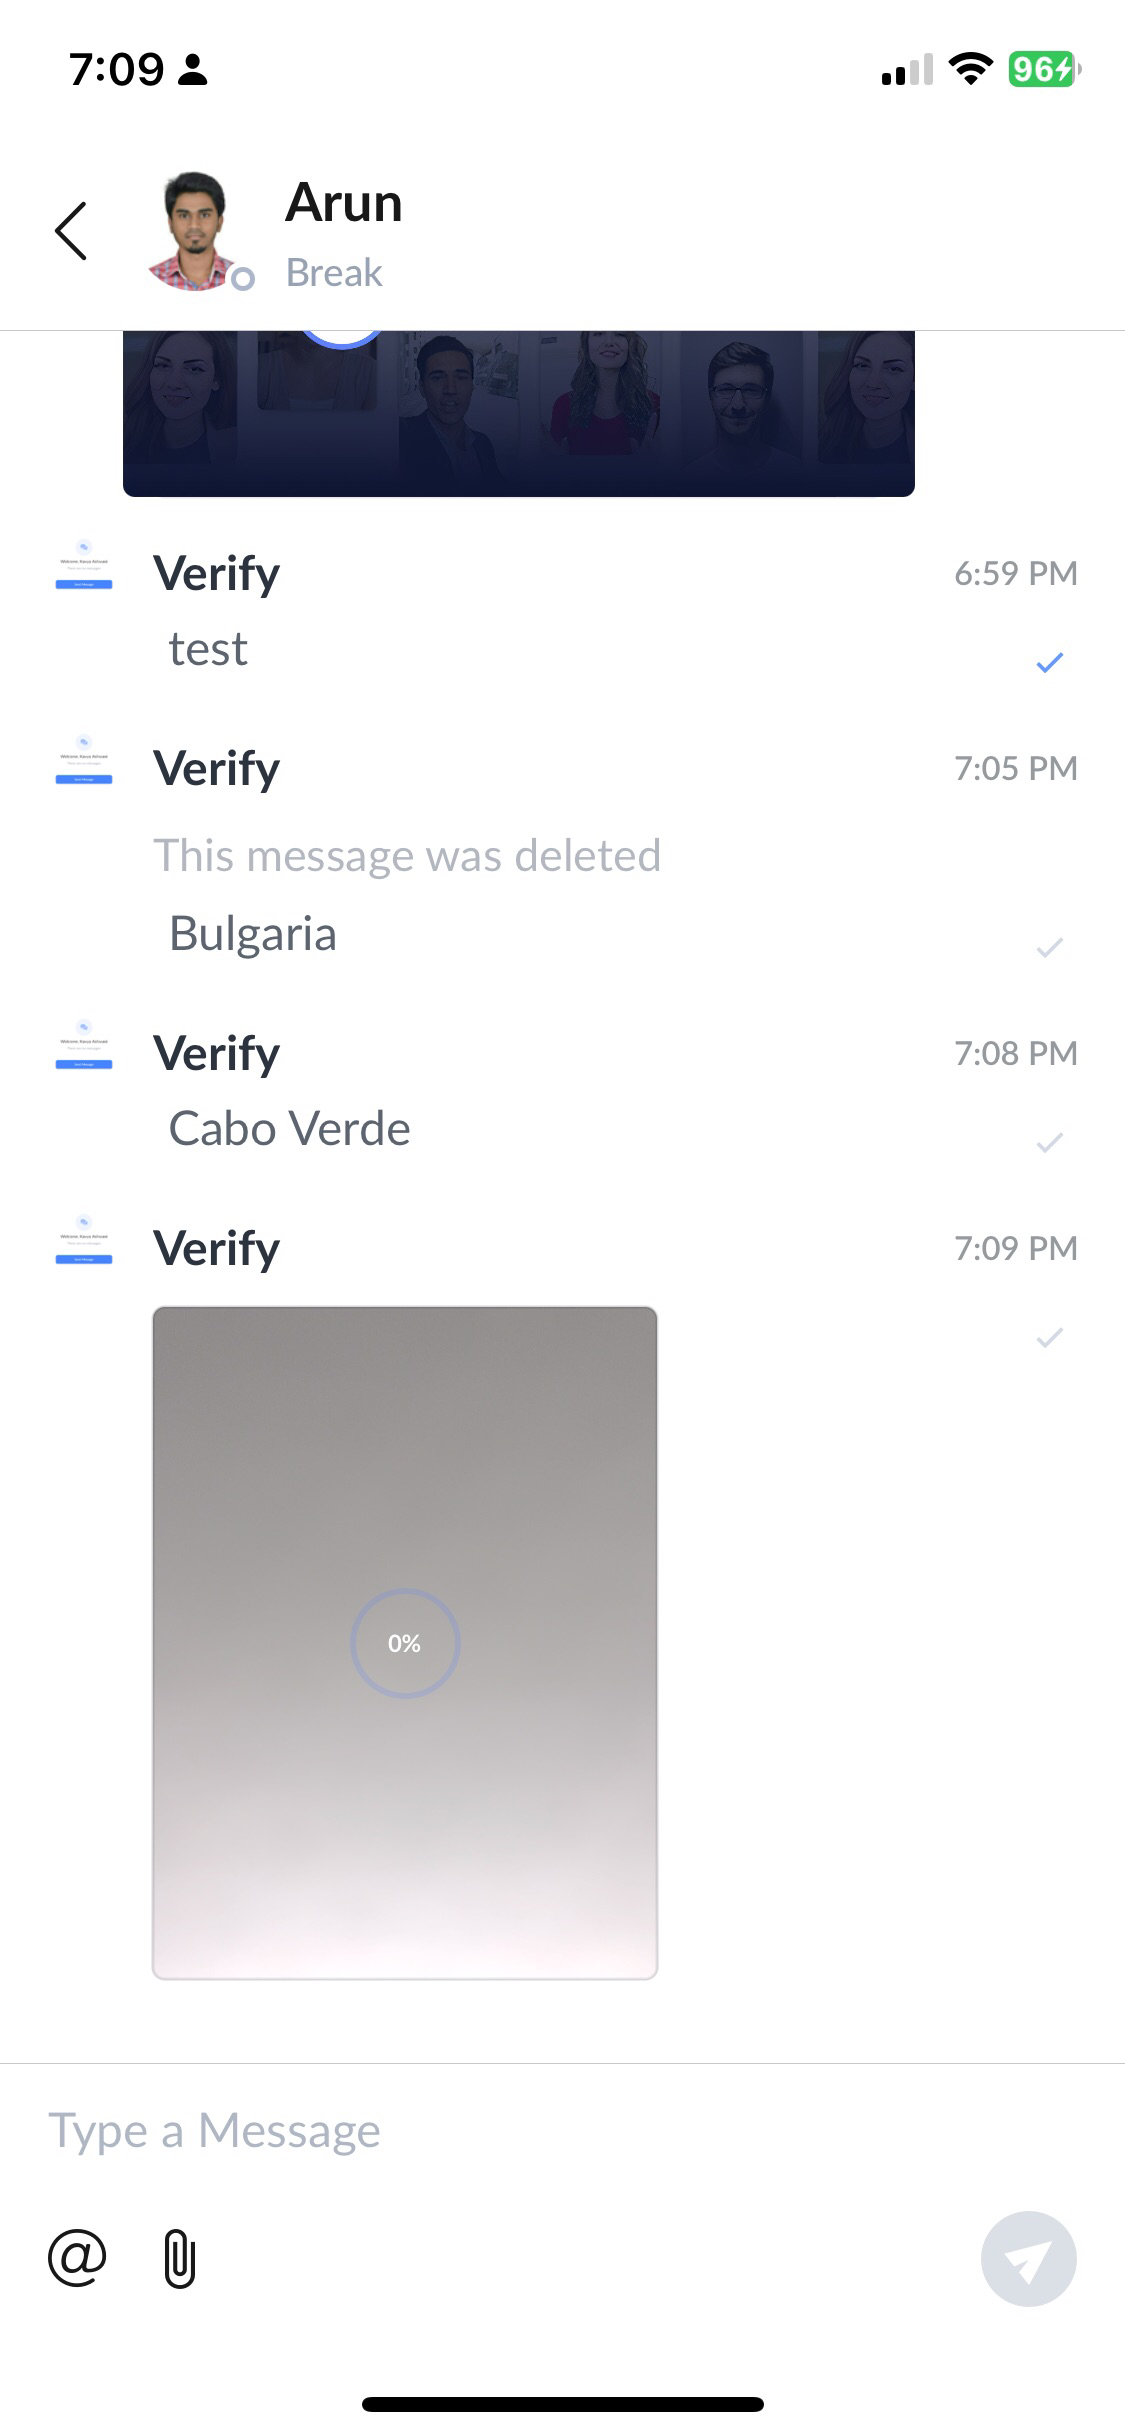 7:09
96
Arun
Break
Verify
6:59 PM
test
Verify
7:05 PM
This message was deleted
Bulgaria
Verify
7:08 PM
Cabo Verde
Verify
7:09 PM
0%
Type a Message
@